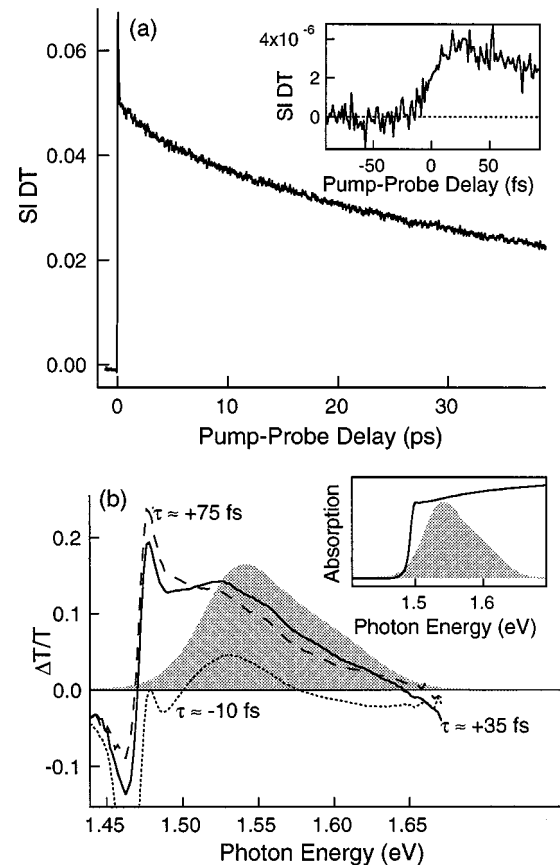 (a)
0.06
0.04
0.02
0.00
SI DT
0
10
20
30
Pump-Probe Delay (ps)
4x10⁻⁶
2
0
SI DT
-50
0
50
Pump-Probe Delay (fs)
(b)
τ ≈ +75 fs
0.2
0.1
0.0
-0.1
ΔT/T
τ ≈ -10 fs
τ ≈ +35 fs
1.45
1.50
1.55
1.60
1.65
Photon Energy (eV)
Absorption
1.5
1.6
Photon Energy (eV)